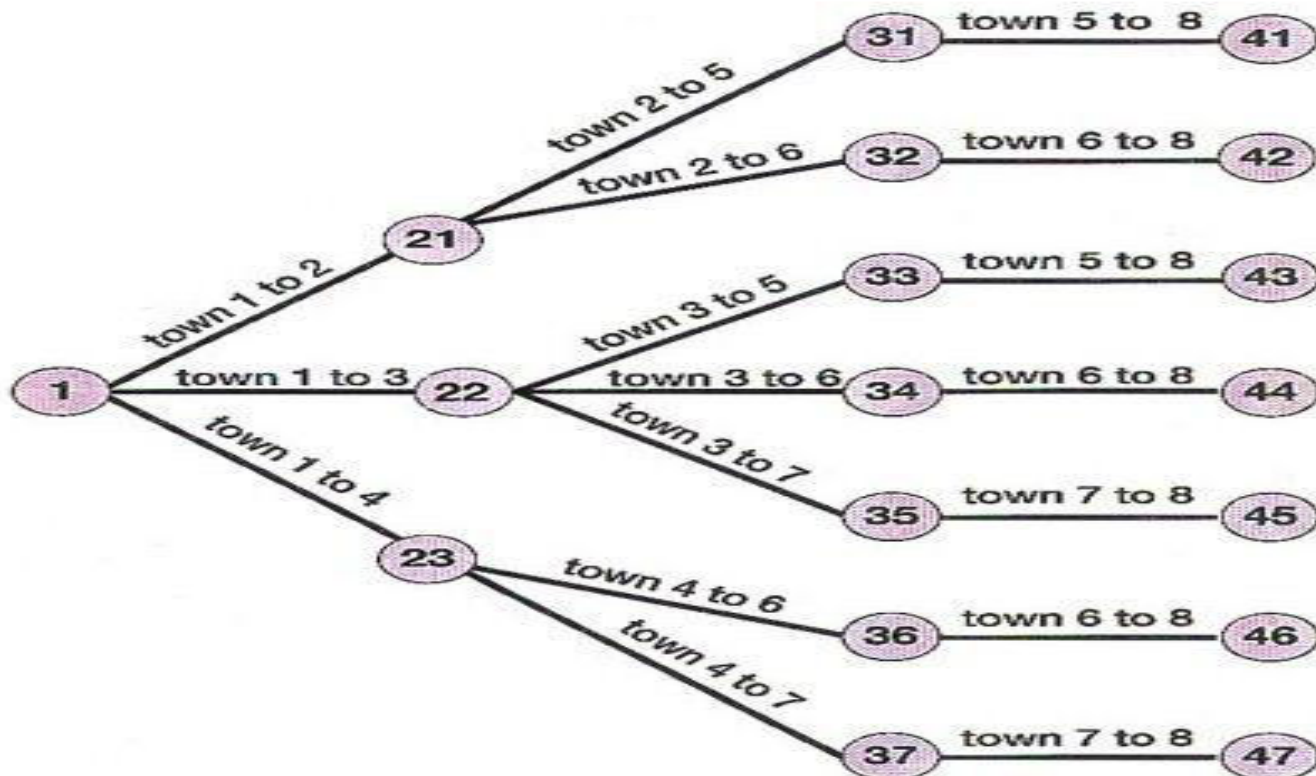 31 town 5 to 8 41
town 2 to 5
32 town 6 to 8 42
town 2 to 6
21
town 1 to 2
33 town 5 to 8 43
town 3 to 5
1 town 1 to 3 22 town 3 to 6 34 town 6 to 8 44
town 1 to 4
town 3 to 7
35 town 7 to 8 45
23
town 4 to 6
36 town 6 to 8 46
town 4 to 7
37 town 7 to 8 47